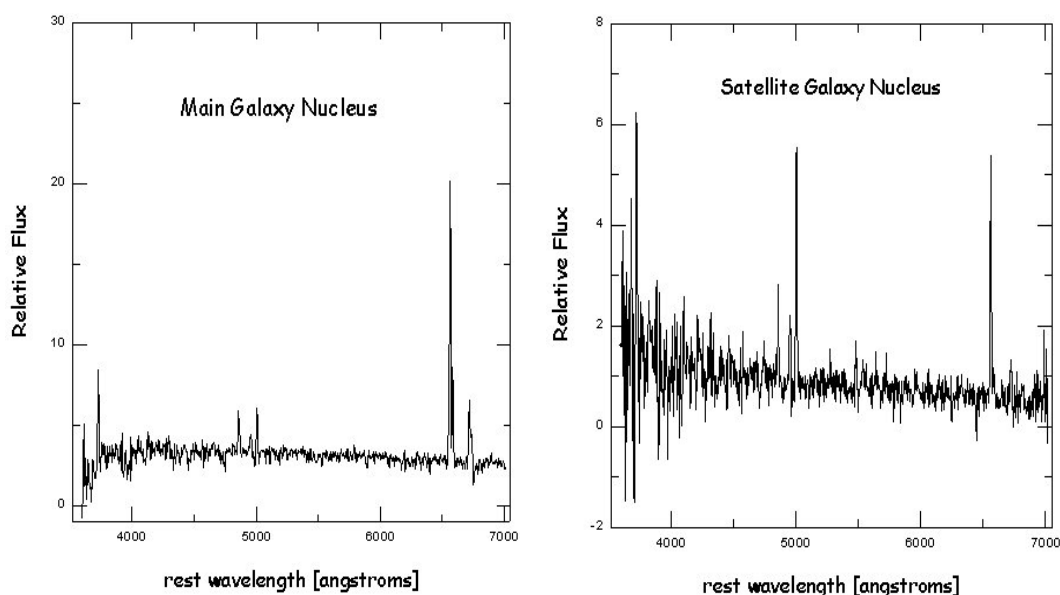 30
20
10
0
Main Galaxy Nucleus
Relative Flux
4000 5000 6000 7000
rest wavelength [angstroms]
8
6
4
2
0
-2
Satellite Galaxy Nucleus
Relative Flux
4000 5000 6000 7000
rest wavelength [angstroms]